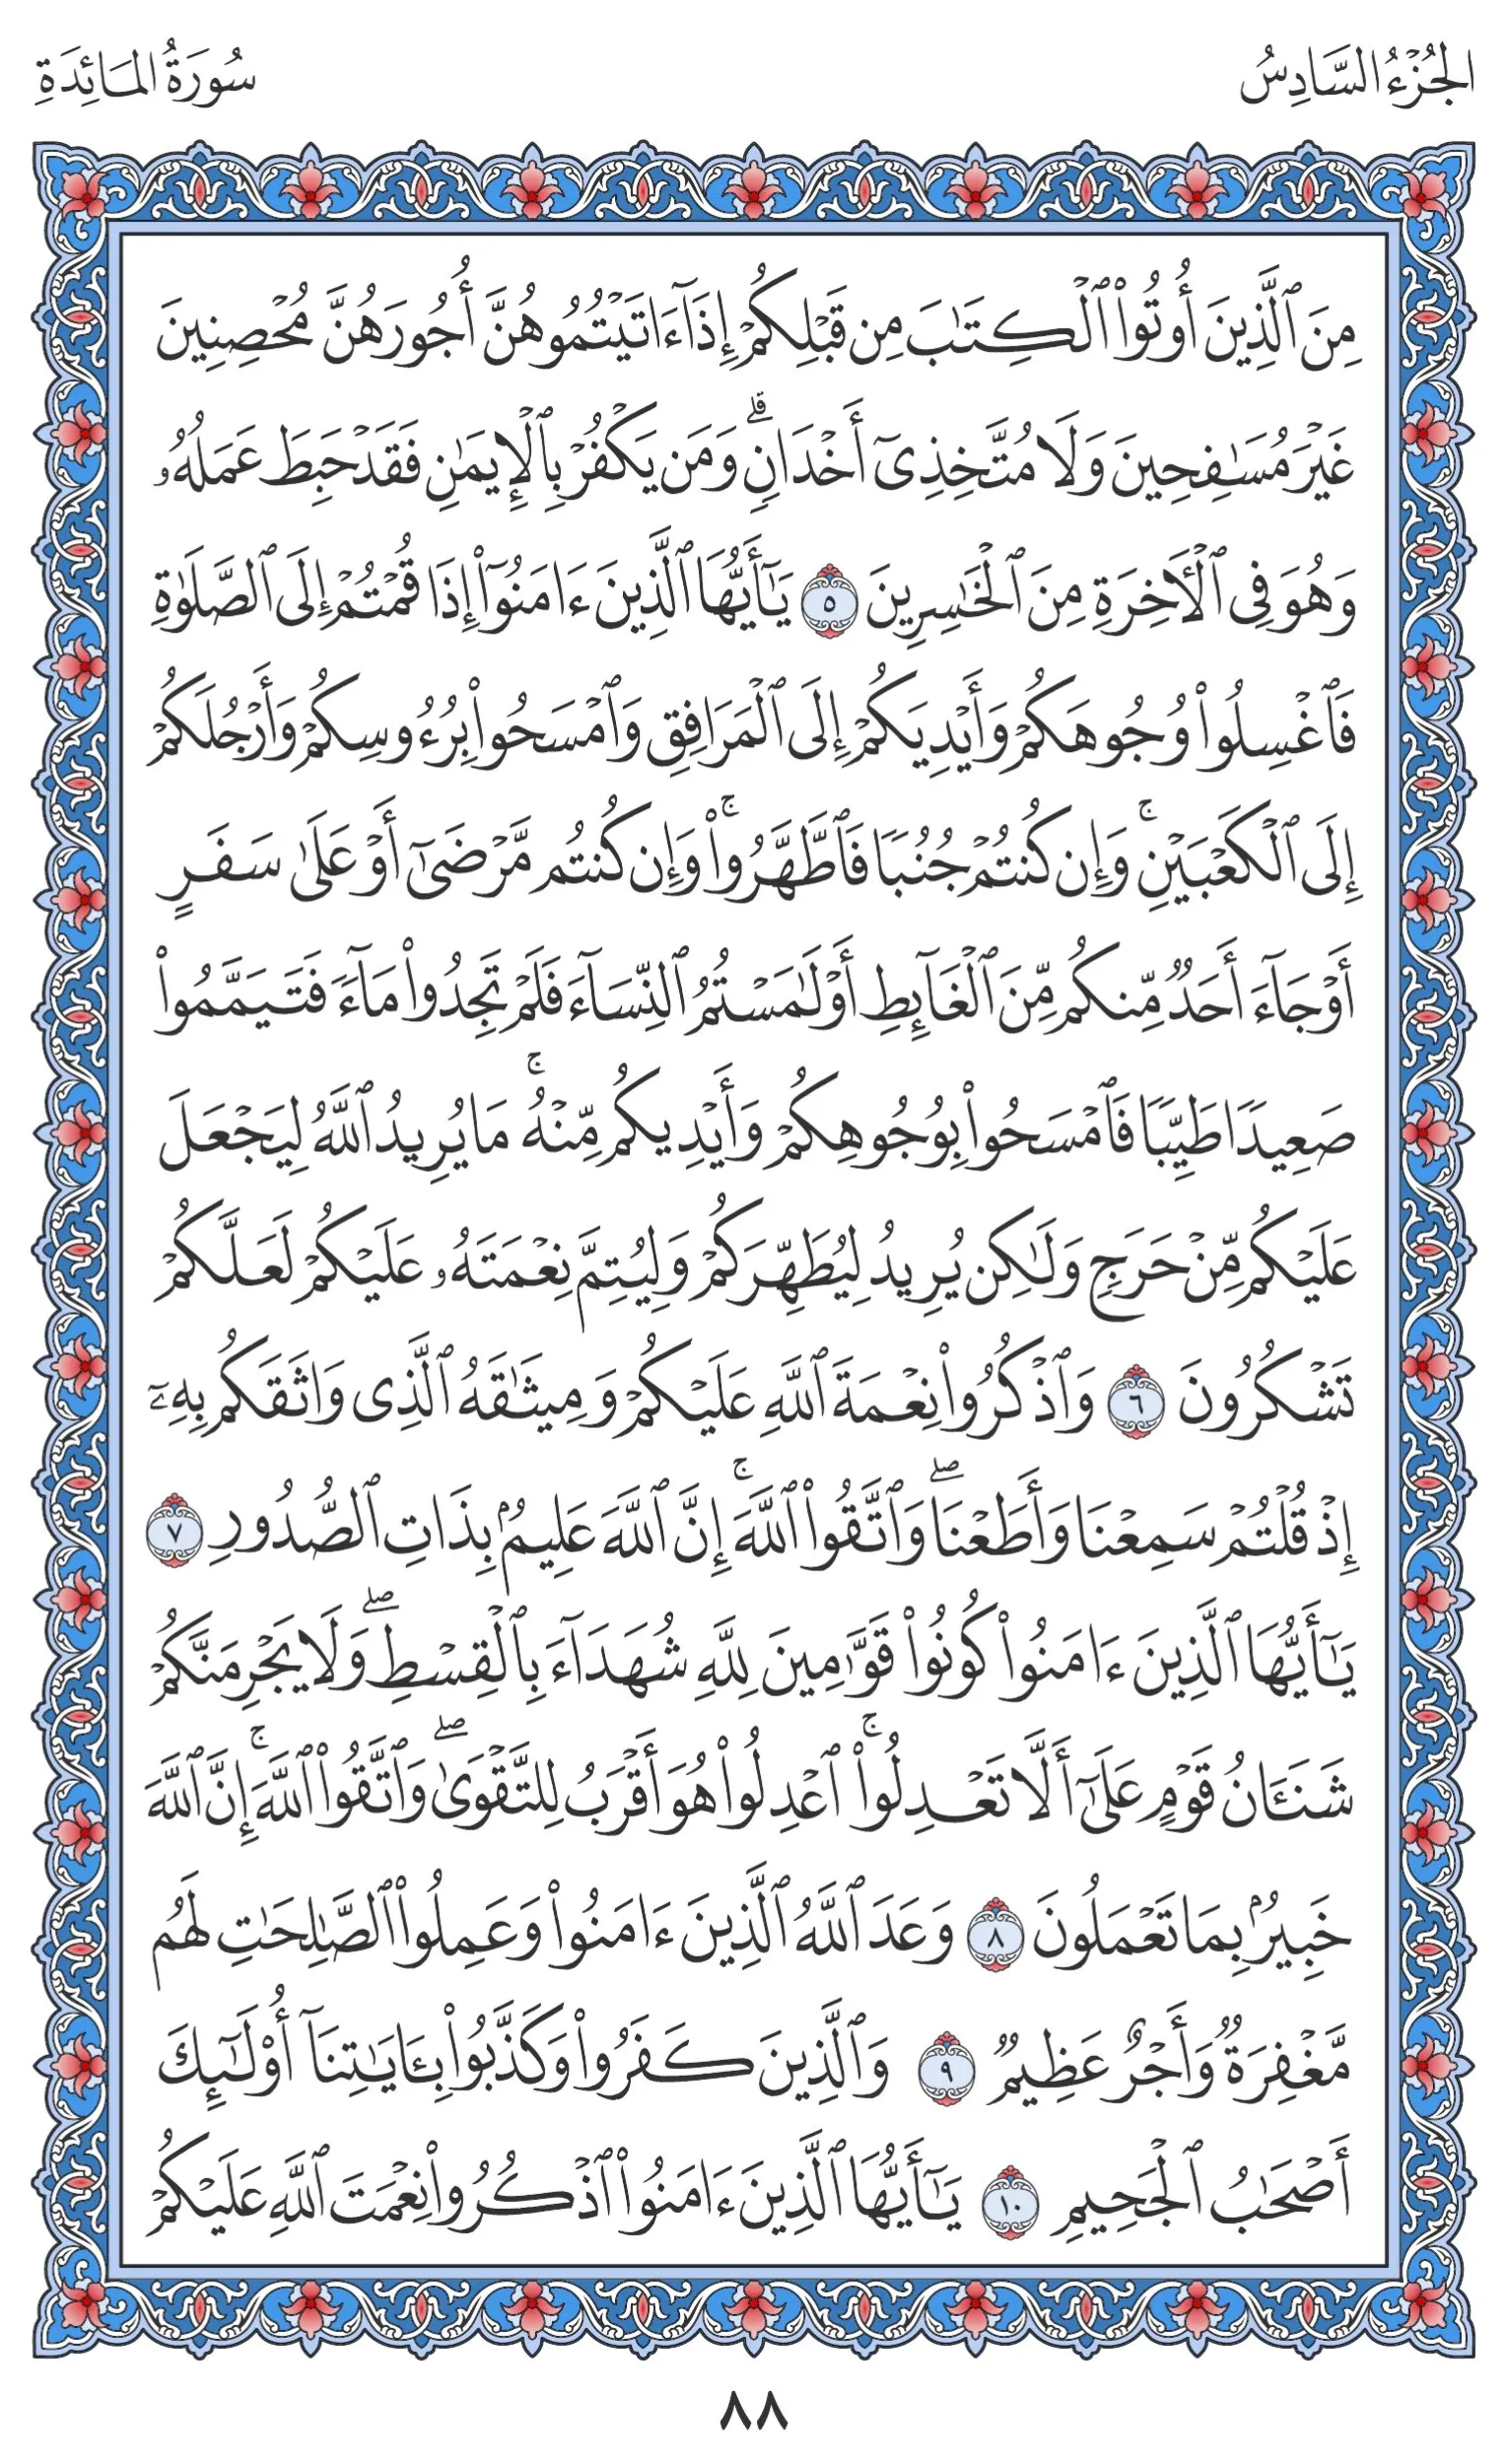 الجُزْءُ السَّادِسُ
سُورَةُ المَائِدَةِ
مِنَ ٱلَّذِينَ أُوتُواْ ٱلۡكِتَٰبَ مِن قَبۡلِكُمۡ إِذَآ ءَاتَيۡتُمُوهُنَّ أُجُورَهُنَّ مُحۡصِنِينَ
غَيۡرَ مُسَٰفِحِينَ وَلَا مُتَّخِذِيٓ أَخۡدَانٖۗ وَمَن يَكۡفُرۡ بِٱلۡإِيمَٰنِ فَقَدۡ حَبِطَ عَمَلُهُۥ
وَهُوَ فِي ٱلۡأٓخِرَةِ مِنَ ٱلۡخَٰسِرِينَ ٥ يَٰٓأَيُّهَا ٱلَّذِينَ ءَامَنُوٓاْ إِذَا قُمۡتُمۡ إِلَى ٱلصَّلَوٰةِ
فَٱغۡسِلُواْ وُجُوهَكُمۡ وَأَيۡدِيَكُمۡ إِلَى ٱلۡمَرَافِقِ وَٱمۡسَحُواْ بِرُءُوسِكُمۡ وَأَرۡجُلَكُمۡ
إِلَى ٱلۡكَعۡبَيۡنِۚ وَإِن كُنتُمۡ جُنُبٗا فَٱطَّهَّرُواْۚ وَإِن كُنتُم مَّرۡضَىٰٓ أَوۡ عَلَىٰ سَفَرٍ
أَوۡ جَآءَ أَحَدٞ مِّنكُم مِّنَ ٱلۡغَآئِطِ أَوۡ لَٰمَسۡتُمُ ٱلنِّسَآءَ فَلَمۡ تَجِدُواْ مَآءٗ فَتَيَمَّمُواْ
صَعِيدٗا طَيِّبٗا فَٱمۡسَحُواْ بِوُجُوهِكُمۡ وَأَيۡدِيكُم مِّنۡهُۚ مَا يُرِيدُ ٱللَّهُ لِيَجۡعَلَ
عَلَيۡكُم مِّنۡ حَرَجٖ وَلَٰكِن يُرِيدُ لِيُطَهِّرَكُمۡ وَلِيُتِمَّ نِعۡمَتَهُۥ عَلَيۡكُمۡ لَعَلَّكُمۡ
تَشۡكُرُونَ ٦ وَٱذۡكُرُواْ نِعۡمَةَ ٱللَّهِ عَلَيۡكُمۡ وَمِيثَٰقَهُ ٱلَّذِي وَاثَقَكُم بِهِۦٓ
إِذۡ قُلۡتُمۡ سَمِعۡنَا وَأَطَعۡنَاۖ وَٱتَّقُواْ ٱللَّهَۚ إِنَّ ٱللَّهَ عَلِيمُۢ بِذَاتِ ٱلصُّدُورِ ٧
يَٰٓأَيُّهَا ٱلَّذِينَ ءَامَنُواْ كُونُواْ قَوَّٰمِينَ لِلَّهِ شُهَدَآءَ بِٱلۡقِسۡطِۖ وَلَا يَجۡرِمَنَّكُمۡ
شَنَـَٔانُ قَوۡمٍ عَلَىٰٓ أَلَّا تَعۡدِلُواْۚ ٱعۡدِلُواْ هُوَ أَقۡرَبُ لِلتَّقۡوَىٰۖ وَٱتَّقُواْ ٱللَّهَۚ إِنَّ ٱللَّهَ
خَبِيرُۢ بِمَا تَعۡمَلُونَ ٨ وَعَدَ ٱللَّهُ ٱلَّذِينَ ءَامَنُواْ وَعَمِلُواْ ٱلصَّٰلِحَٰتِ لَهُم
مَّغۡفِرَةٞ وَأَجۡرٌ عَظِيمٞ ٩ وَٱلَّذِينَ كَفَرُواْ وَكَذَّبُواْ بِـَٔايَٰتِنَآ أُوْلَٰٓئِكَ
أَصۡحَٰبُ ٱلۡجَحِيمِ ١٠ يَٰٓأَيُّهَا ٱلَّذِينَ ءَامَنُواْ ٱذۡكُرُواْ نِعۡمَتَ ٱللَّهِ عَلَيۡكُمۡ
٨٨